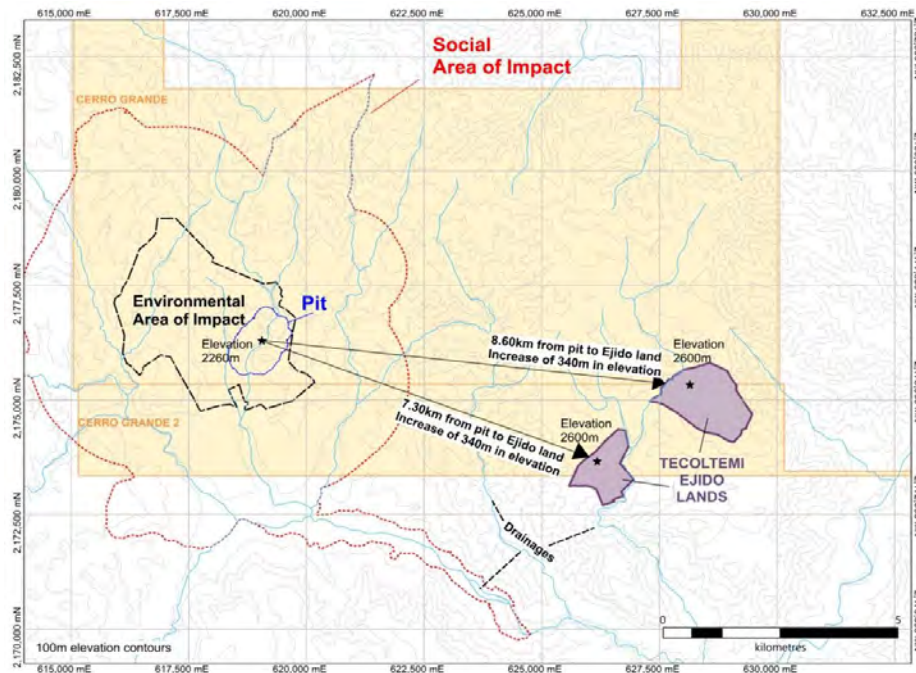 615,000 mE
617,500 mE
620,000 mE
622,500 mE
625,000 mE
627,500 mE
630,000 mE
632,500 mE
2,182,500 mN
2,180,000 mN
2,177,500 mN
2,175,000 mN
2,172,500 mN
2,170,000 mN
Social
Area of Impact
CERRO GRANDE
Environmental
Area of Impact
Pit
Elevation
2260m
8.60km from pit to Ejido land
Increase of 340m in elevation
Elevation
2600m
7.30km from pit to Ejido land
Increase of 340m in elevation
Elevation
2600m
CERRO GRANDE 2
TECOLTEMI
EJIDO
LANDS
Drainages
0
5
kilometres
100m elevation contours
615,000 mE
617,500 mE
620,000 mE
622,500 mE
625,000 mE
627,500 mE
630,000 mE